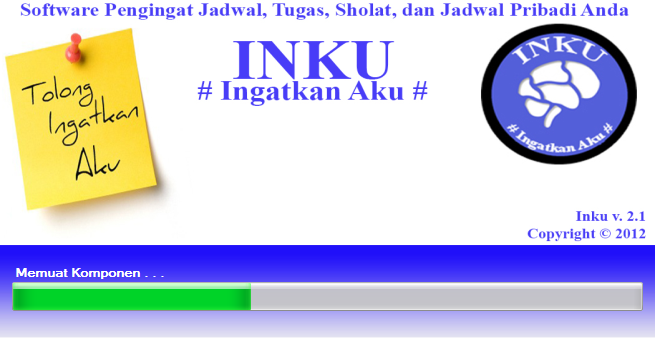 Software Pengingat Jadwal, Tugas, Sholat, dan Jadwal Pribadi Anda
INKU
# Ingatkan Aku #
Tolong
Ingatkan
Aku
INKU
# Ingatkan Aku #
Inku v. 2.1
Copyright © 2012
Memuat Komponen . . .